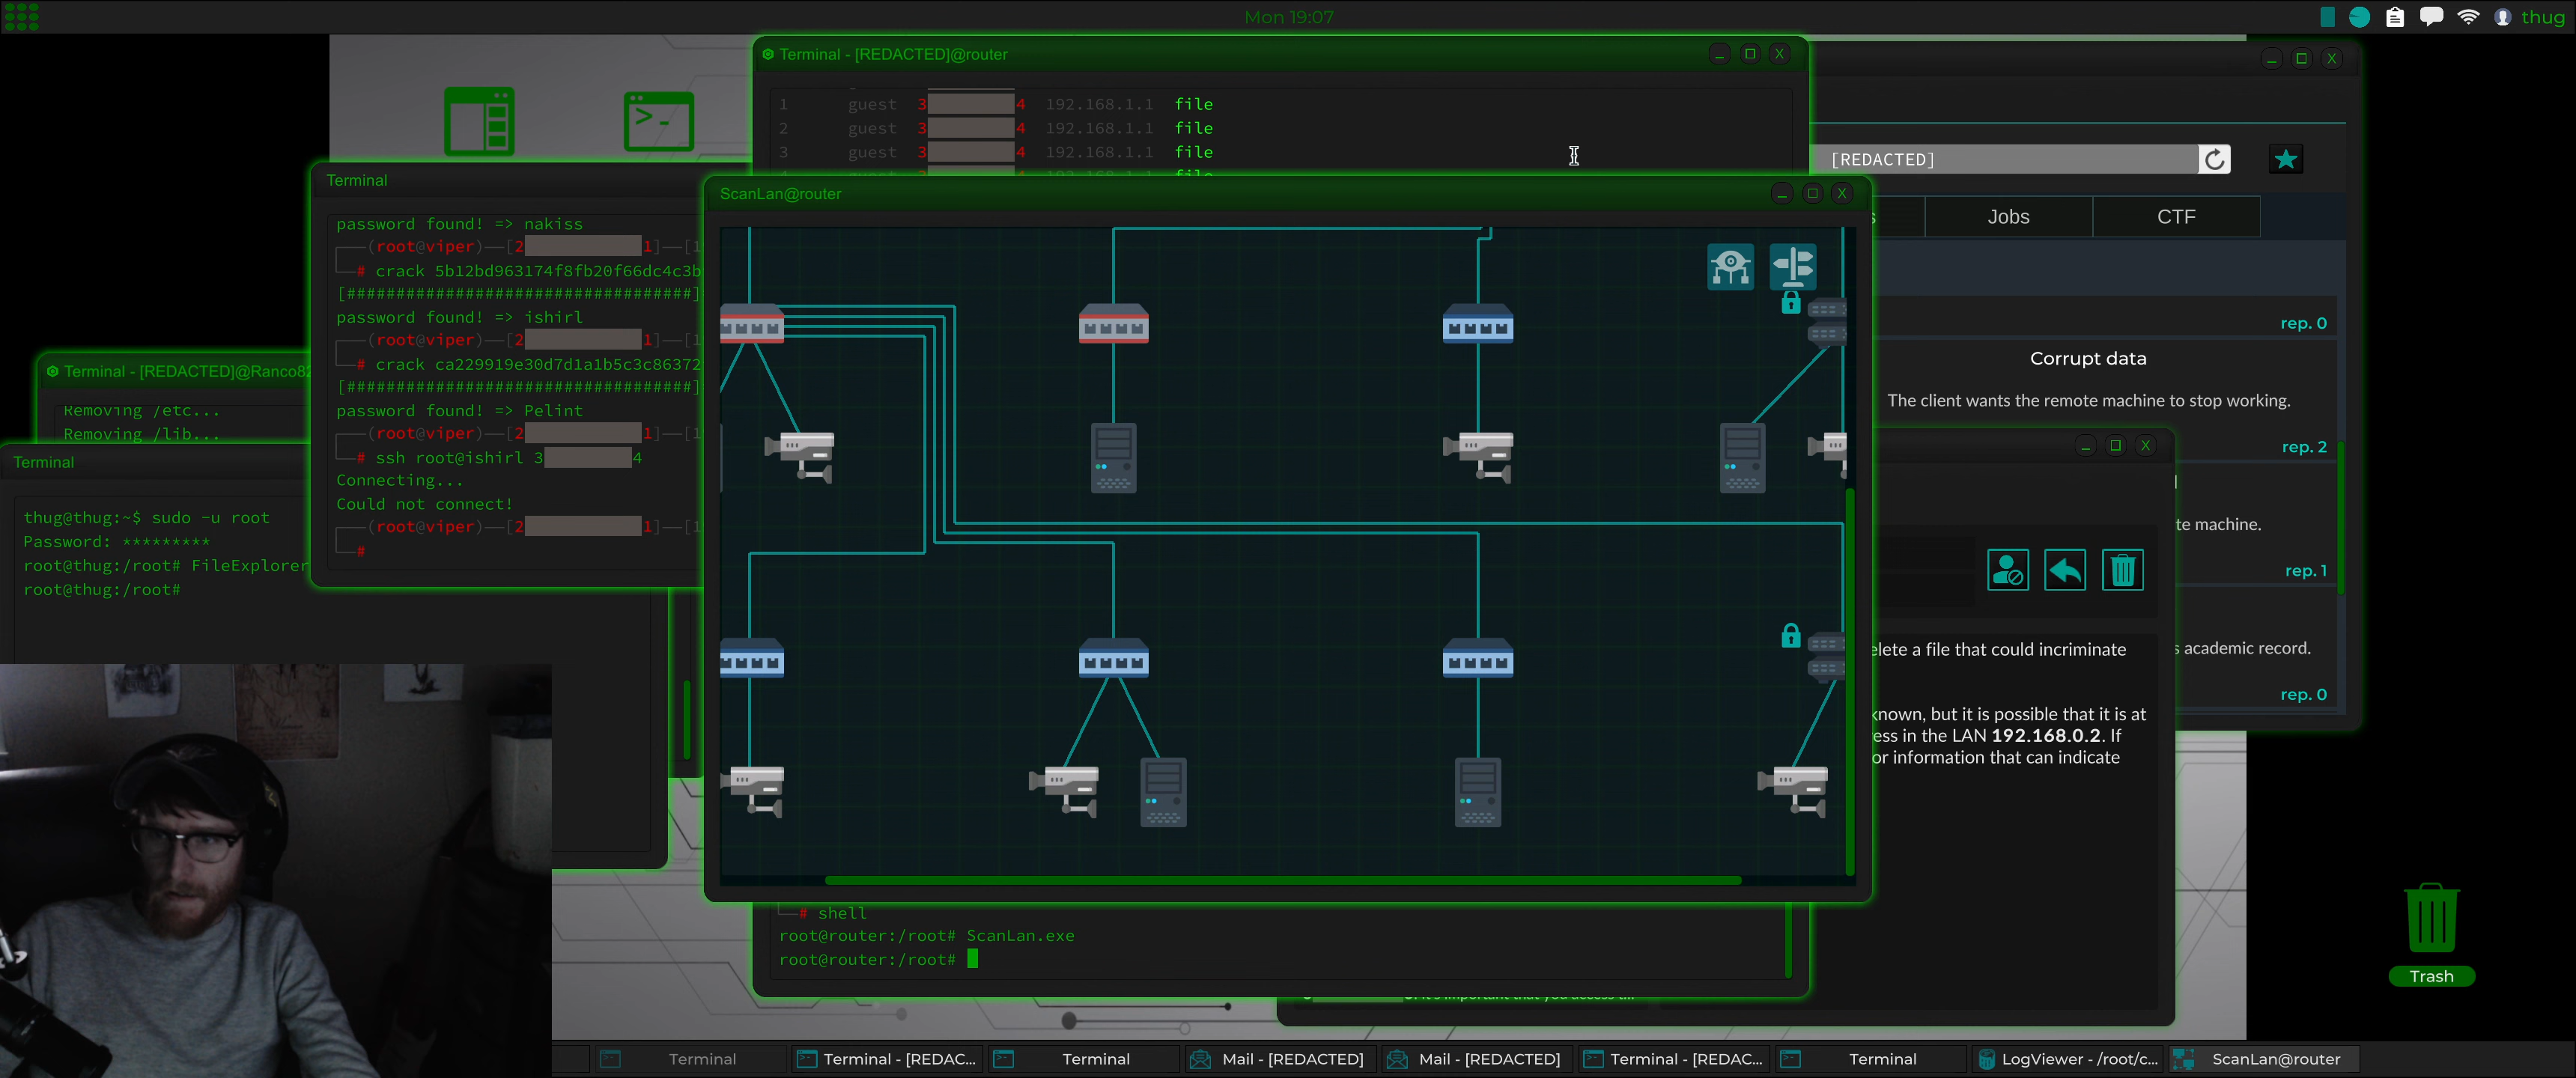 Mon 19:07
thug
Terminal - [REDACTED]@router
1 guest 3 4 192.168.1.1 file
2 guest 3 4 192.168.1.1 file
3 guest 3 4 192.168.1.1 file
file
[REDACTED]
Jobs
CTF
rep. 0
Corrupt data
The client wants the remote machine to stop working.
rep. 2
te machine.
rep. 1
s academic record.
rep. 0
Terminal
password found! => nakiss
(root@viper)-[2 1]-[1
# crack 5b12bd963174f8fb20f66dc4c3b
[###################################]
password found! => ishirl
(root@viper)-[2 1]-[1
# crack ca229919e30d7d1a1b5c3c86372
[###################################]
password found! => Pelint
(root@viper)-[2 1]-[1
# ssh root@ishirl 3 4
Connecting...
Could not connect!
(root@viper)-[2 1]-[1
#
ScanLan@router
Terminal - [REDACTED]@Ranco82
Removing /etc...
Removing /lib...
Terminal
thug@thug:~$ sudo -u root
Password: *********
root@thug:/root# FileExplorer
root@thug:/root#
elete a file that could incriminate
known, but it is possible that it is at
ess in the LAN 192.168.0.2. If
or information that can indicate
# shell
root@router:/root# ScanLan.exe
root@router:/root#
Trash
Terminal
Terminal - [REDAC...
Terminal
Mail - [REDACTED]
Mail - [REDACTED]
Terminal - [REDAC...
Terminal
LogViewer - /root/c...
ScanLan@router